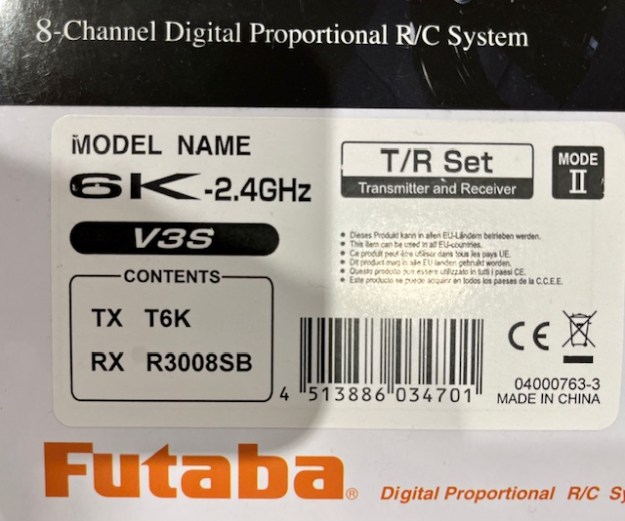 8-Channel Digital Proportional R/C System
MODEL NAME
6K-2.4GHz
V3S
T/R Set
Transmitter and Receiver
MODE
II
CONTENTS
TX T6K
RX R3008SB
• Dieses Produkt kann in allen EU-Ländern betrieben werden.
• This item can be used in all EU-countries.
• Ce produit peut être utilisé dans tous les pays UE.
• Dit product mag in alle EU landen gebruikt worden.
• Questo prodotto può essere utilizzato in tutti i paesi CE.
• Este producto se puede adquirir en todos los paeses de la C.C.E.E.
4 513886 034701
CE
04000763-3
MADE IN CHINA
Futaba®
Digital Proportional R/C